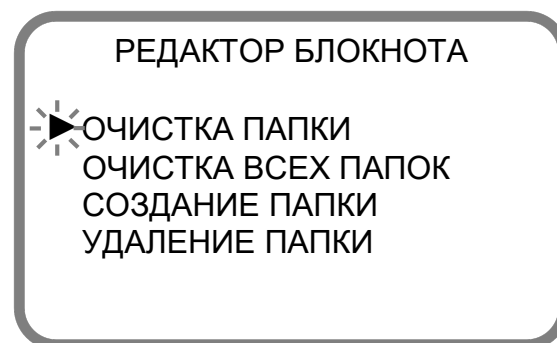 РЕДАКТОР БЛОКНОТА
ОЧИСТКА ПАПКИ
ОЧИСТКА ВСЕХ ПАПОК
СОЗДАНИЕ ПАПКИ
УДАЛЕНИЕ ПАПКИ